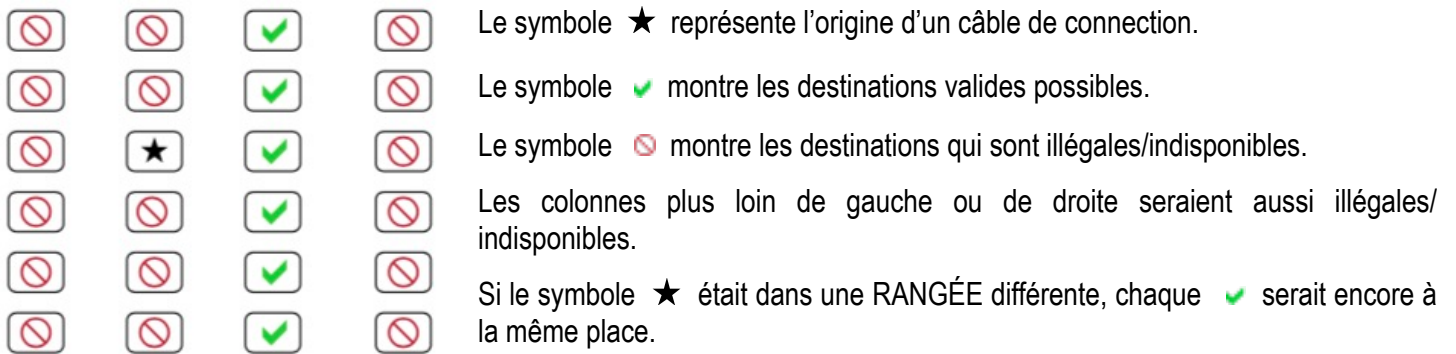 Le symbole ★ représente l’origine d’un câble de connection.
Le symbole ✔ montre les destinations valides possibles.
Le symbole 🚫 montre les destinations qui sont illégales/indisponibles.
Les colonnes plus loin de gauche ou de droite seraient aussi illégales/
indisponibles.
Si le symbole ★ était dans une RANGÉE différente, chaque ✔ serait encore à
la même place.